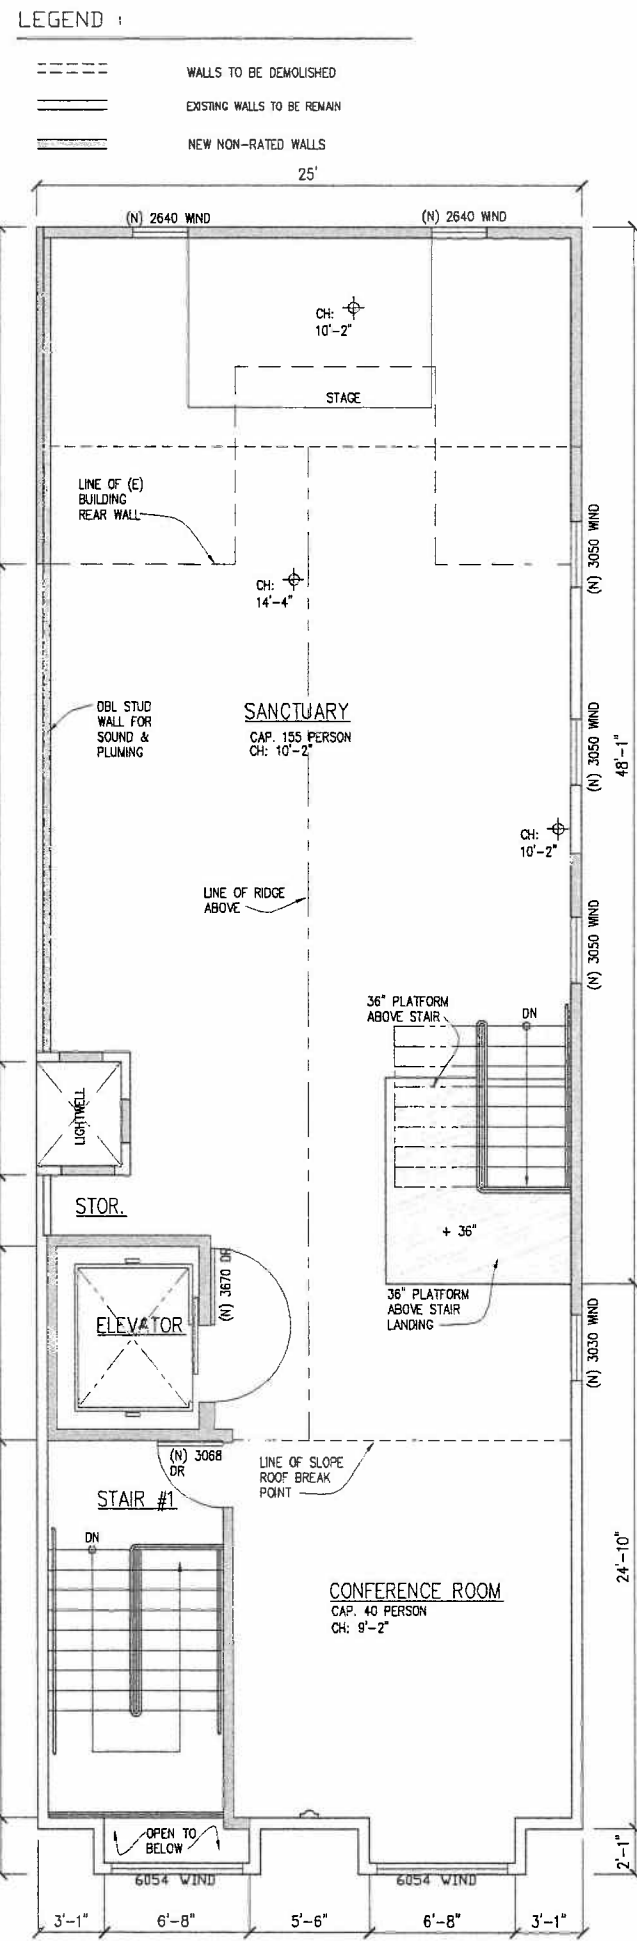 LEGEND :
WALLS TO BE DEMOLISHED
EXISTING WALLS TO BE REMAIN
NEW NON-RATED WALLS
25'
(N) 2640 WIND
(N) 2640 WIND
CH:
10'-2"
STAGE
LINE OF (E)
BUILDING
REAR WALL
(N) 3050 WIND
CH:
14'-4"
DBL STUD
WALL FOR
SOUND &
PLUMING
SANCTUARY
CAP. 155 PERSON
CH: 10'-2"
(N) 3050 WIND
48'-1"
CH:
10'-2"
LINE OF RIDGE
ABOVE
(N) 3050 WIND
36" PLATFORM
ABOVE STAIR
DN
LIGHTWELL
STOR.
+ 36"
(N) 3670 DR
36" PLATFORM
ABOVE STAIR
LANDING
ELEVATOR
(N) 3030 WIND
(N) 3068
DR
LINE OF SLOPE
ROOF BREAK
POINT
STAIR #1
DN
24'-10"
CONFERENCE ROOM
CAP. 40 PERSON
CH: 9'-2"
OPEN TO
BELOW
6054 WIND
6054 WIND
2'-1"
3'-1"
6'-8"
5'-6"
6'-8"
3'-1"